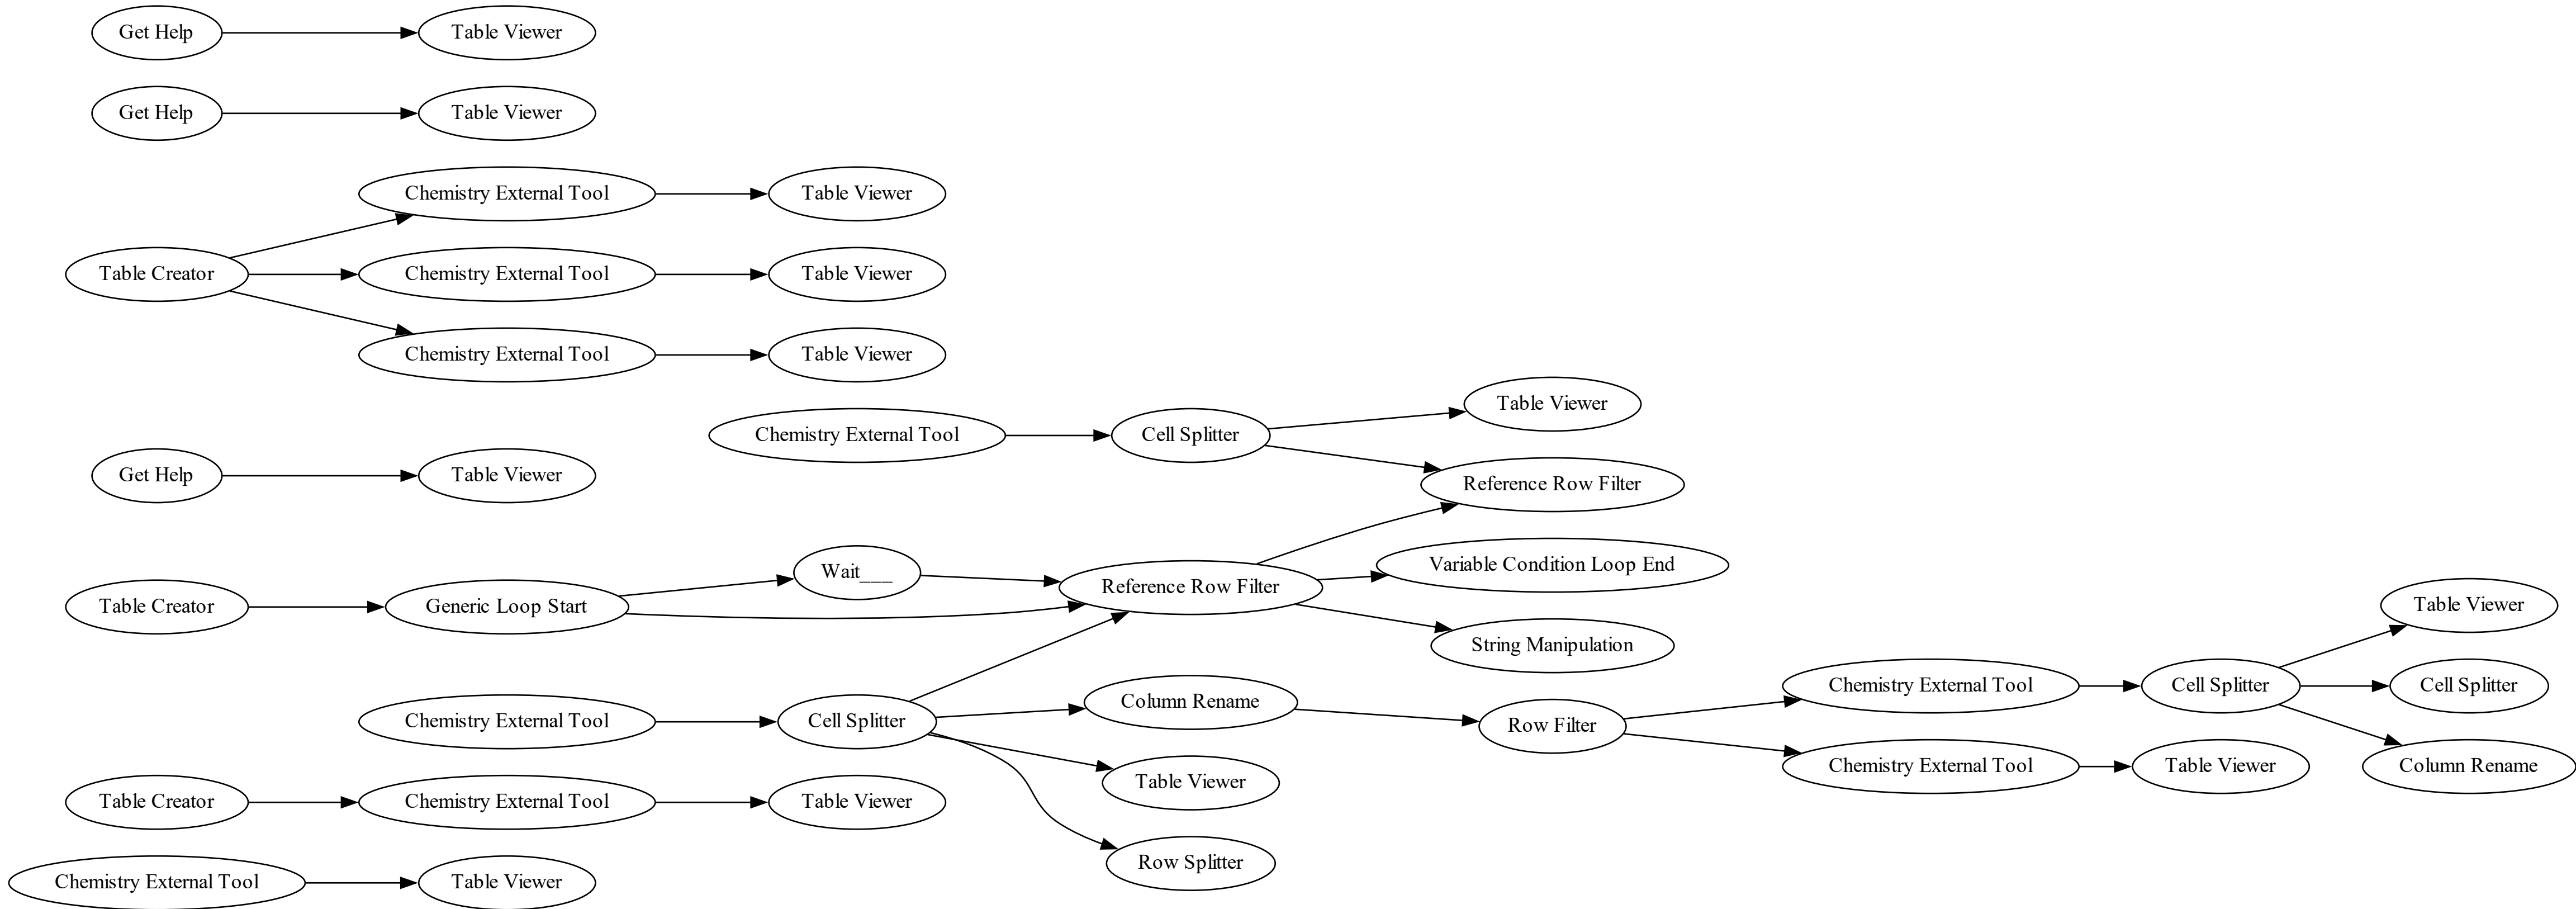 Get Help
Table Viewer
Get Help
Table Viewer
Chemistry External Tool
Table Viewer
Table Creator
Chemistry External Tool
Table Viewer
Chemistry External Tool
Table Viewer
Table Viewer
Chemistry External Tool
Cell Splitter
Get Help
Table Viewer
Reference Row Filter
Variable Condition Loop End
Wait___
Reference Row Filter
Table Creator
Generic Loop Start
Table Viewer
String Manipulation
Chemistry External Tool
Cell Splitter
Cell Splitter
Column Rename
Chemistry External Tool
Cell Splitter
Row Filter
Chemistry External Tool
Table Viewer
Column Rename
Table Viewer
Table Creator
Chemistry External Tool
Table Viewer
Row Splitter
Chemistry External Tool
Table Viewer